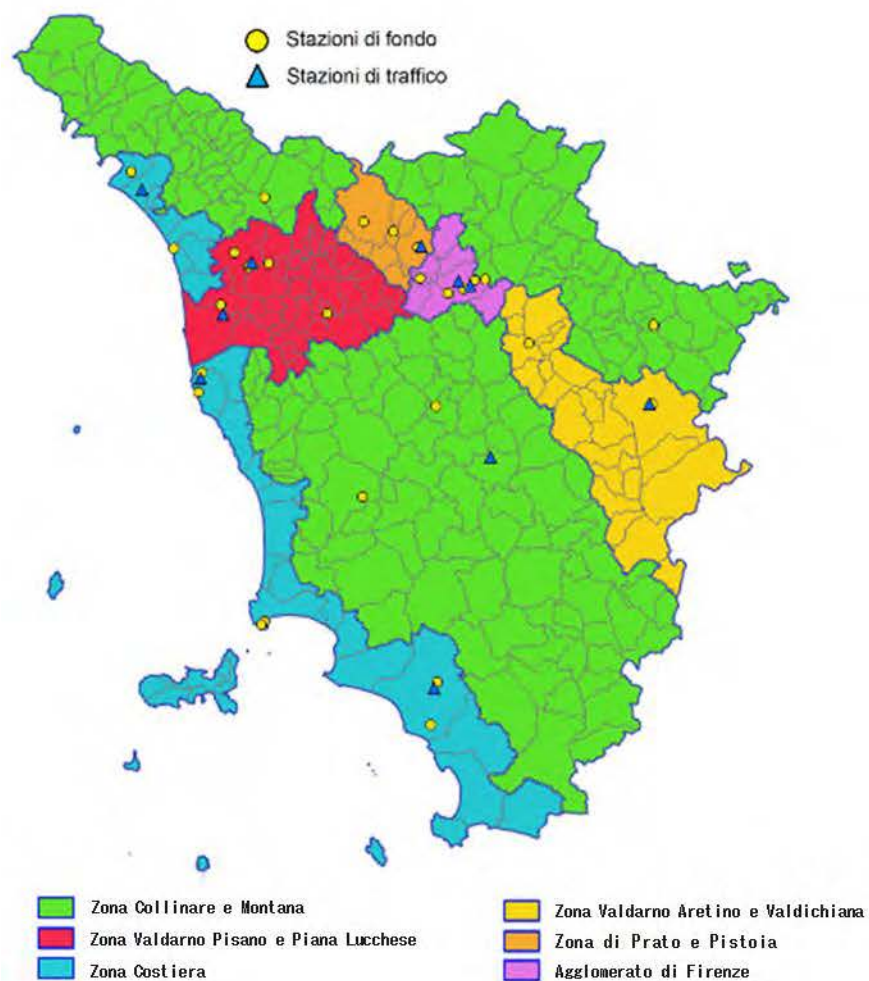 Stazioni di fondo
Stazioni di traffico
Zona Collinare e Montana
Zona Valdarno Pisano e Piana Lucchese
Zona Costiera
Zona Valdarno Aretino e Valdichiana
Zona di Prato e Pistoia
Agglomerato di Firenze